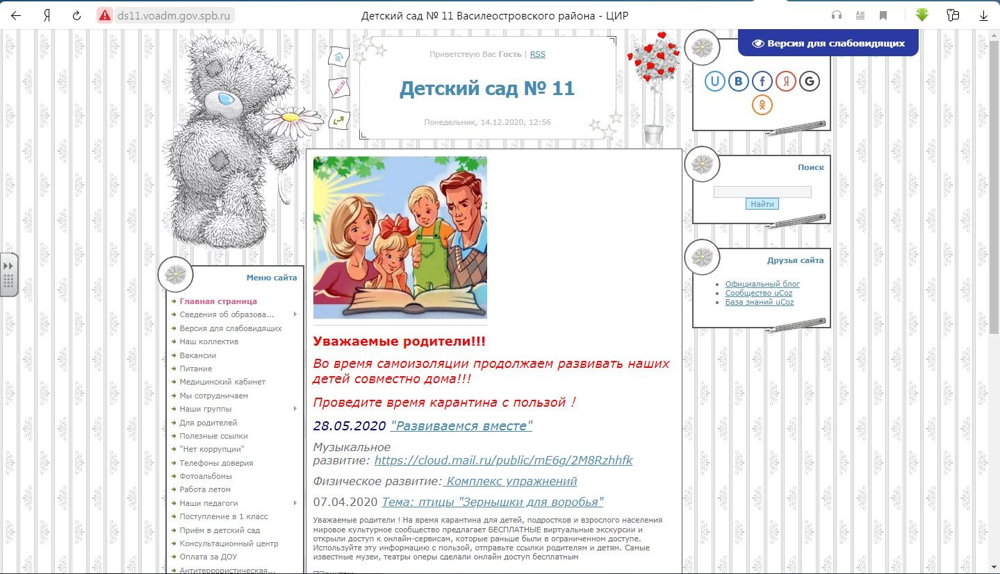 ds11.voadm.gov.spb.ru
Детский сад № 11 Василеостровского района - ЦИР
Версия для слабовидящих
Приветствую Вас Гость | RSS
Детский сад № 11
Понедельник, 14.12.2020, 12:56
Поиск
Найти
Друзья сайта
Официальный блог
Сообщество uCoz
База знаний uCoz
Меню сайта
Главная страница
Сведения об образова...
Версия для слабовидящих
Наш коллектив
Вакансии
Питание
Медицинский кабинет
Мы сотрудничаем
Наши группы
Для родителей
Полезные ссылки
"Нет коррупции"
Телефоны доверия
Фотоальбомы
Работа летом
Наши педагоги
Поступление в 1 класс
Приём в детский сад
Консультационный центр
Оплата за ДОУ
Антитеррористическая...
Уважаемые родители!!!
Во время самоизоляции продолжаем развивать наших
детей совместно дома!!!
Проведите время карантина с пользой !
28.05.2020 "Развиваемся вместе"
Музыкальное
развитие: https://cloud.mail.ru/public/mE6g/2M8Rzhhfk
Физическое развитие: Комплекс упражнений
07.04.2020 Тема: птицы "Зернышки для воробья"
Уважаемые родители ! На время карантина для детей, подростков и взрослого населения
мировое культурное сообщество предлагает БЕСПЛАТНЫЕ виртуальные экскурсии и
открыли доступ к онлайн-сервисам, которые раньше были в ограниченном доступе.
Используйте эту информацию с пользой, отправьте ссылки родителям и детям. Самые
известные музеи, театры оперы сделали онлайн доступ бесплатным